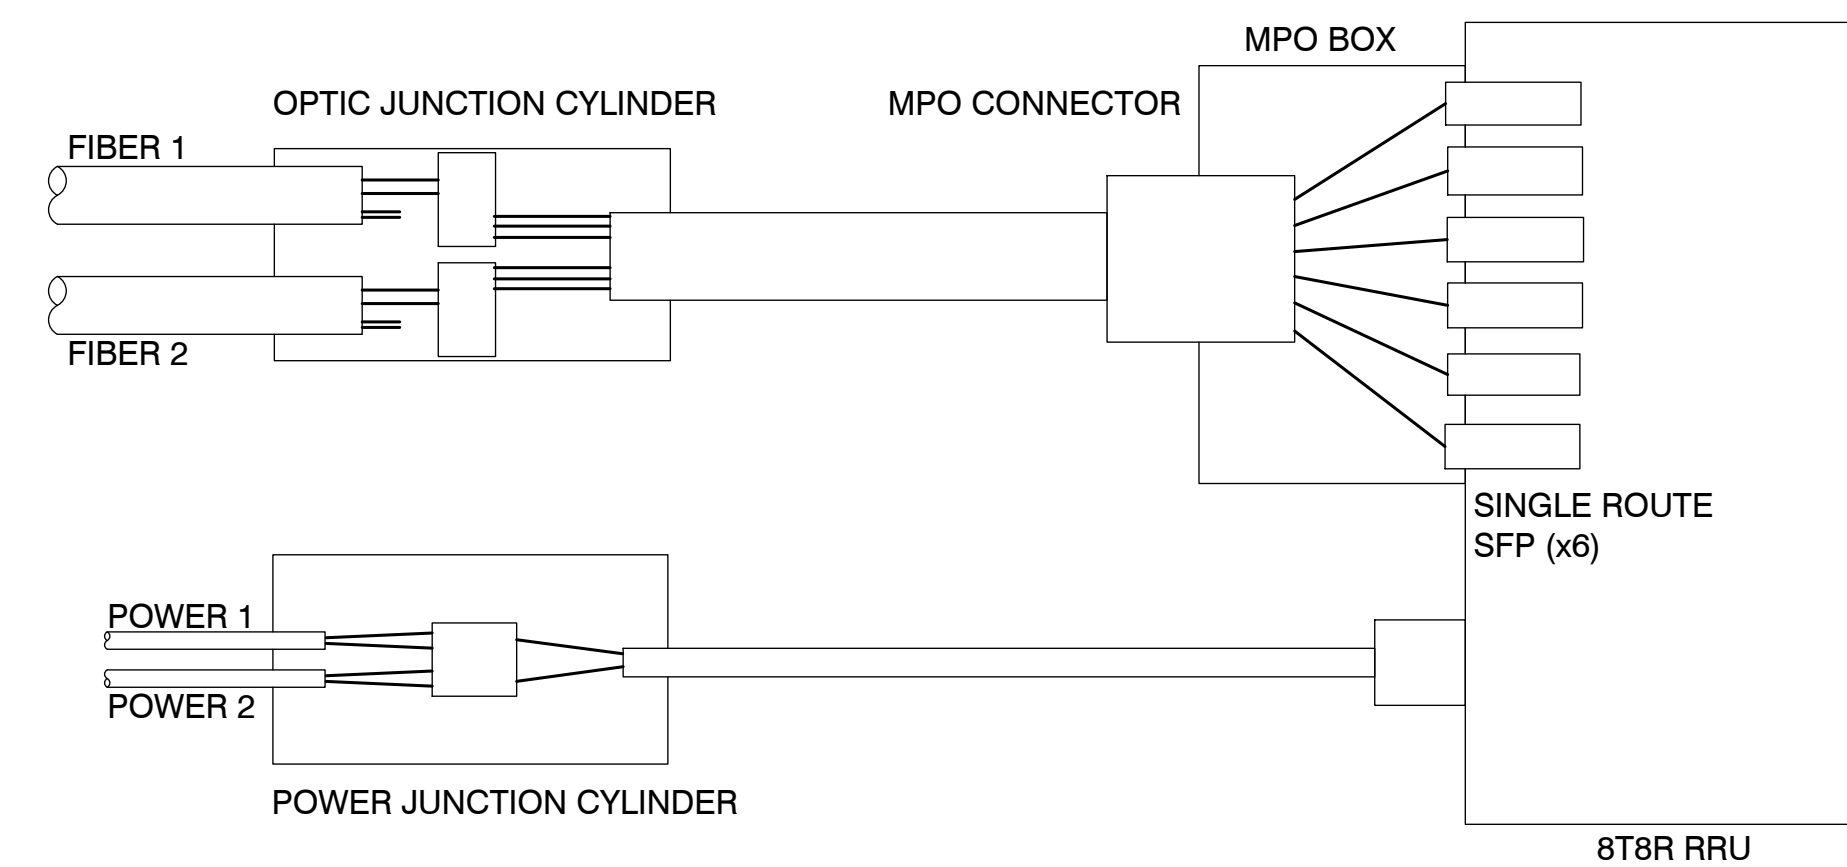 MPO BOX
OPTIC JUNCTION CYLINDER
MPO CONNECTOR
FIBER 1
FIBER 2
SINGLE ROUTE
SFP (x6)
POWER 1
POWER 2
POWER JUNCTION CYLINDER
8T8R RRU